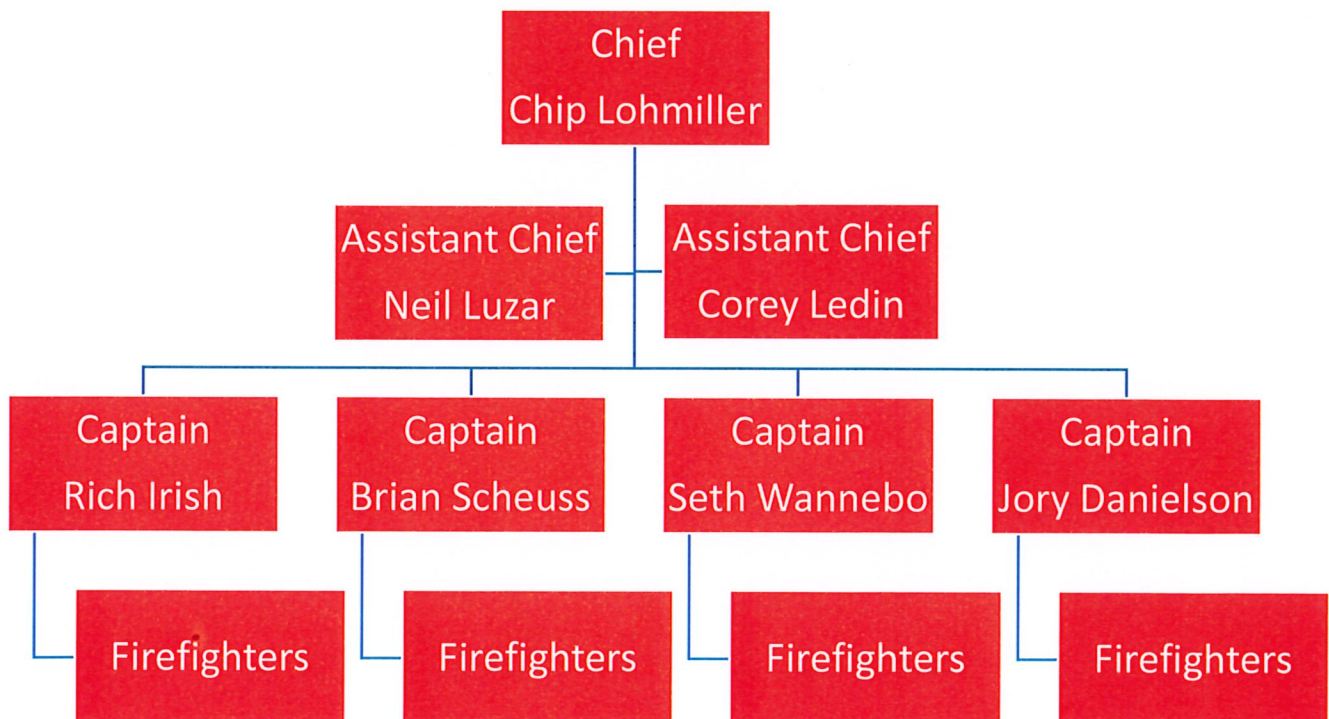 Chief
Chip Lohmiller
Assistant Chief
Neil Luzar
Assistant Chief
Corey Ledin
Captain
Rich Irish
Captain
Brian Scheuss
Captain
Seth Wannebo
Captain
Jory Danielson
Firefighters
Firefighters
Firefighters
Firefighters